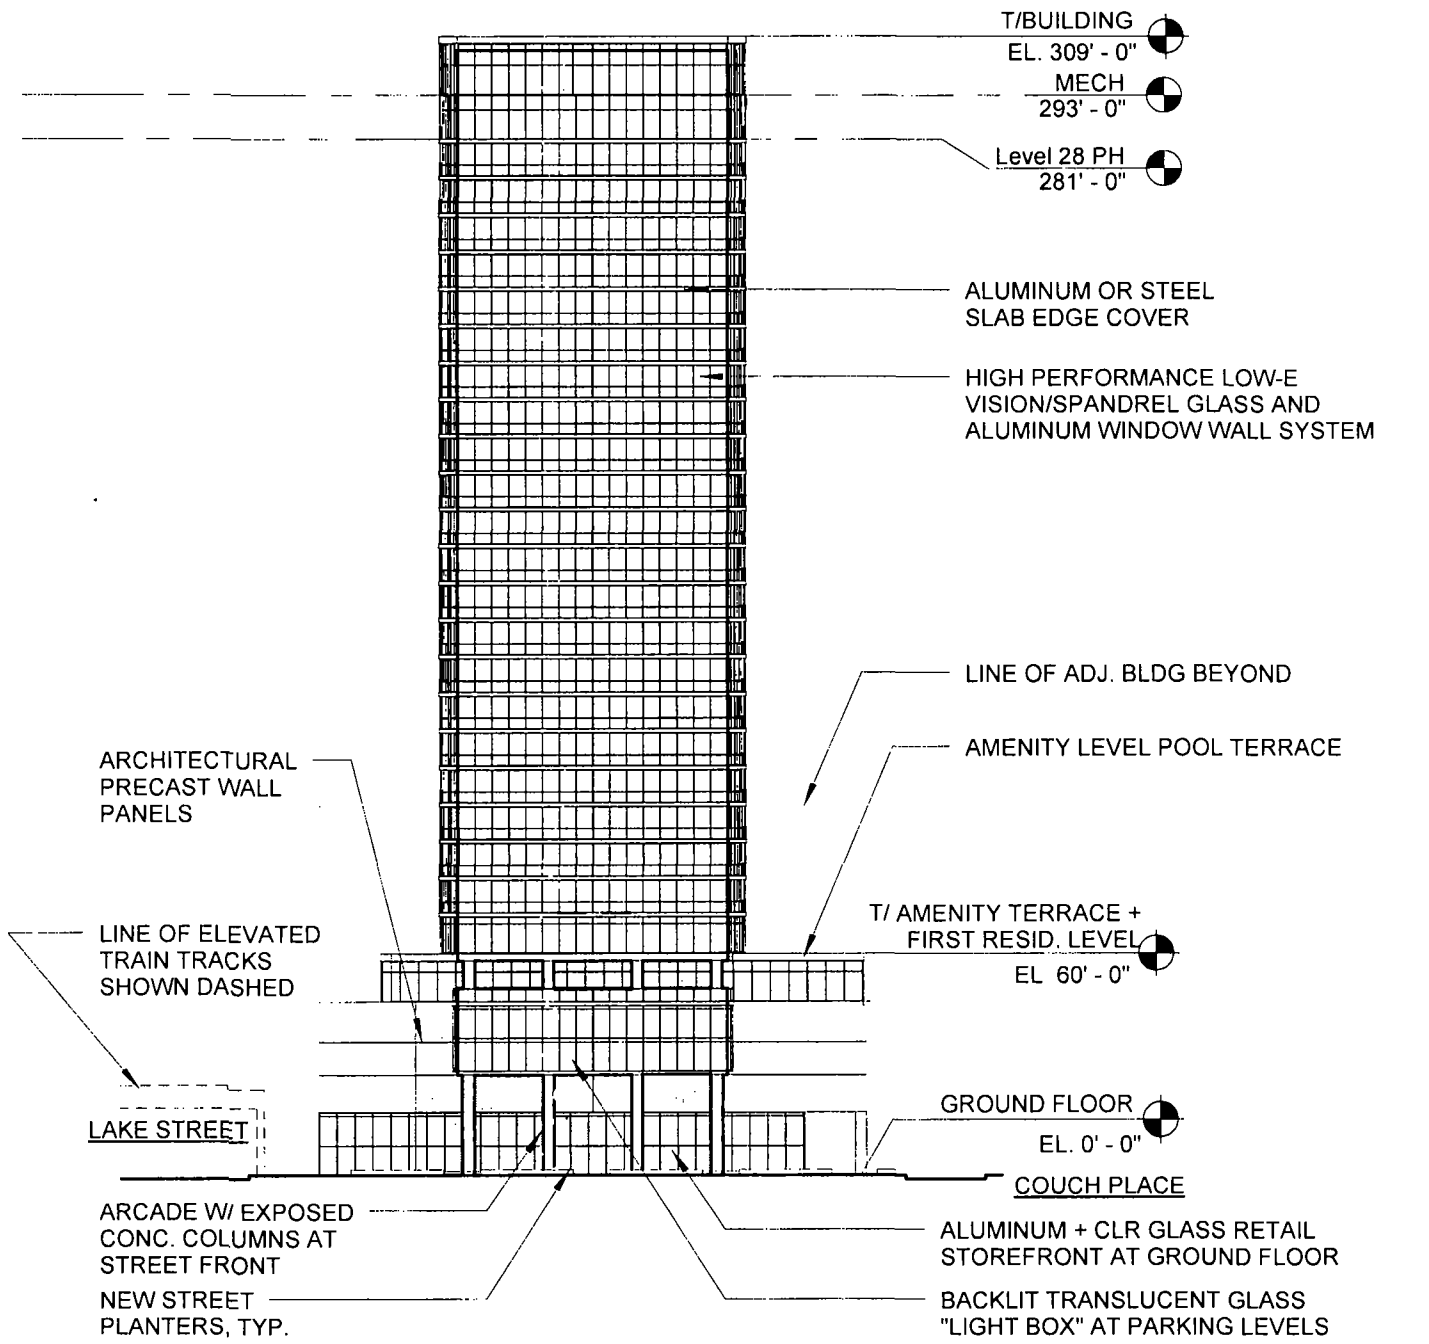 T/BUILDING
EL. 309' - 0"
MECH
293' - 0"
Level 28 PH
281' - 0"
ALUMINUM OR STEEL
SLAB EDGE COVER
HIGH PERFORMANCE LOW-E
VISION/SPANDREL GLASS AND
ALUMINUM WINDOW WALL SYSTEM
LINE OF ADJ. BLDG BEYOND
AMENITY LEVEL POOL TERRACE
ARCHITECTURAL
PRECAST WALL
PANELS
T/ AMENITY TERRACE +
FIRST RESID. LEVEL
EL 60' - 0"
LINE OF ELEVATED
TRAIN TRACKS
SHOWN DASHED
LAKE STREET
GROUND FLOOR
EL. 0' - 0"
COUCH PLACE
ARCADE W/ EXPOSED
CONC. COLUMNS AT
STREET FRONT
NEW STREET
PLANTERS, TYP.
ALUMINUM + CLR GLASS RETAIL
STOREFRONT AT GROUND FLOOR
BACKLIT TRANSLUCENT GLASS
"LIGHT BOX" AT PARKING LEVELS